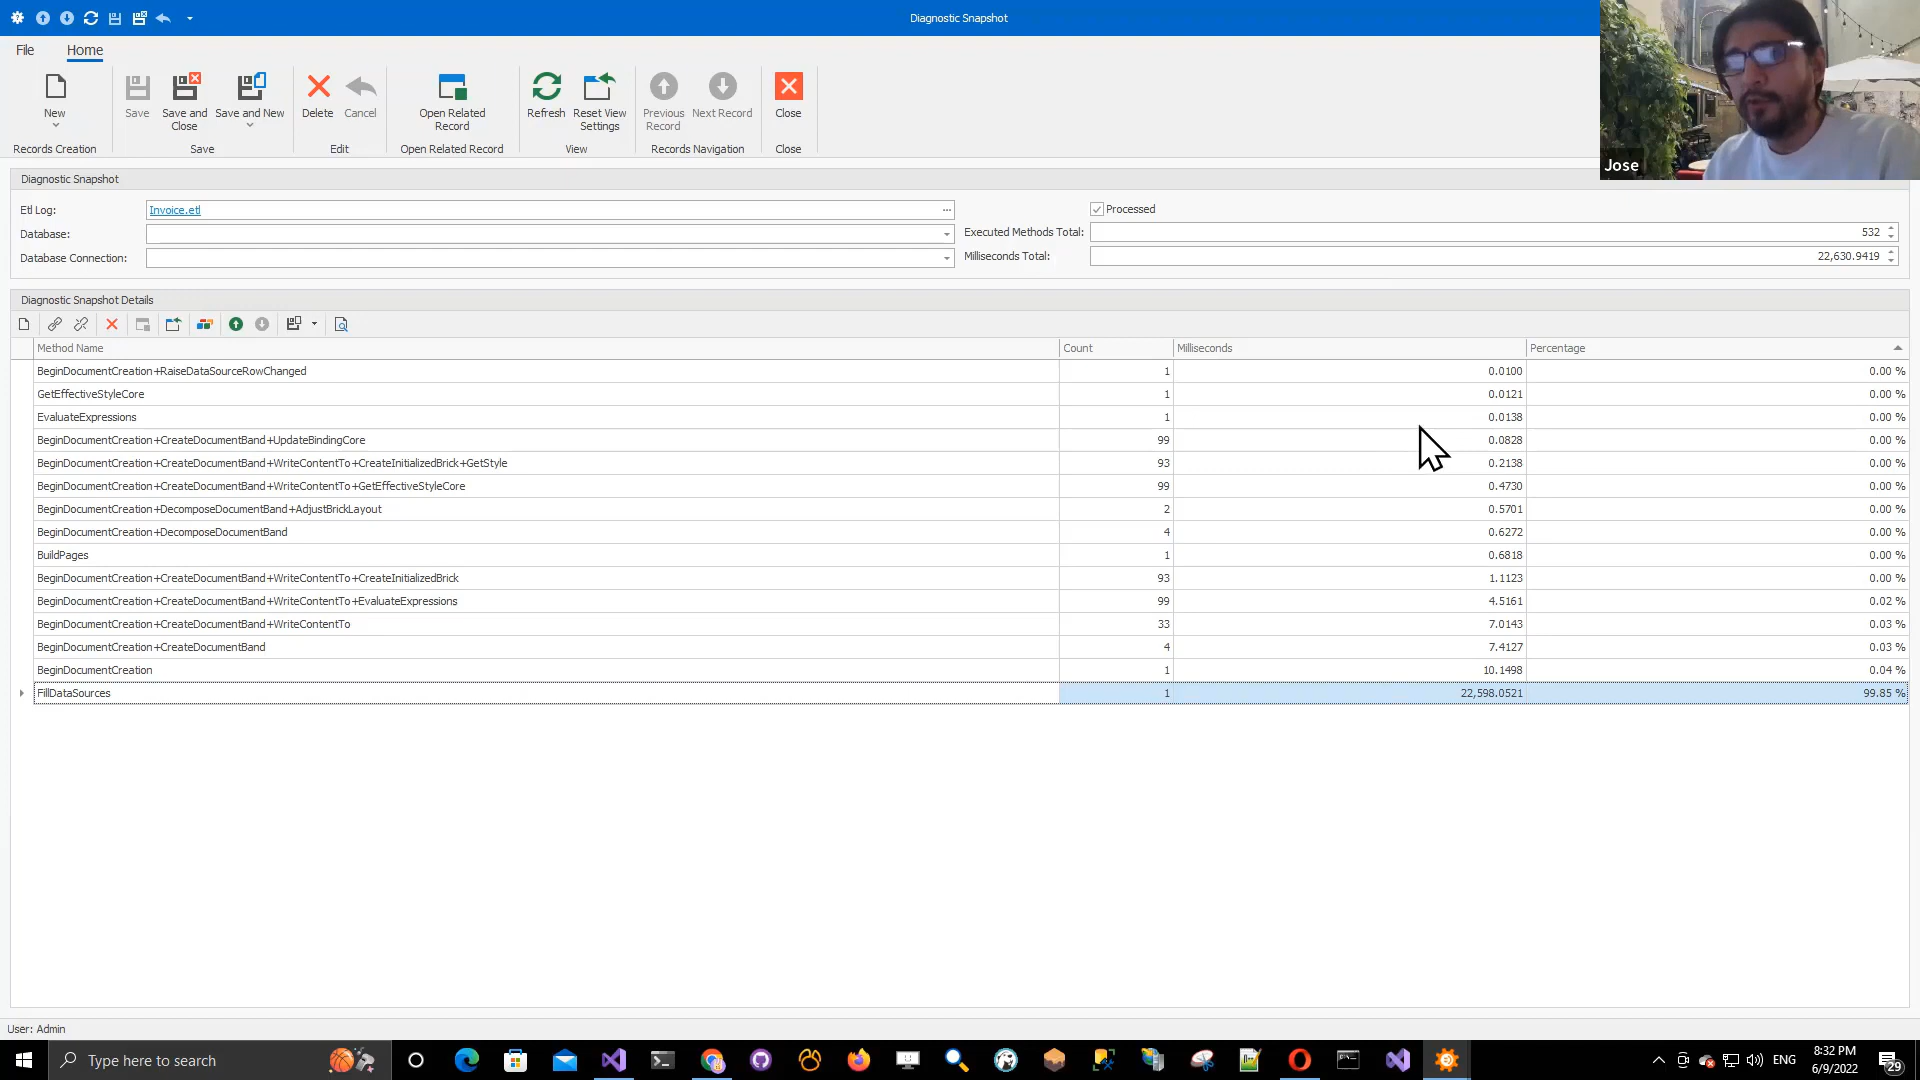 Diagnostic Snapshot
File Home
New
Save
Save and Close
Save and New
Delete
Cancel
Open Related Record
Refresh
Reset View Settings
Previous Record
Next Record
Close
Records Creation
Save
Edit
Open Related Record
View
Records Navigation
Close
Jose
Diagnostic Snapshot
Etl Log: Invoice.etl ...
Processed
Database:
Executed Methods Total: 532
Database Connection:
Milliseconds Total: 22,630.9419
Diagnostic Snapshot Details
Method Name Count Milliseconds Percentage
BeginDocumentCreation+RaiseDataSourceRowChanged 1 0.0100 0.00 %
GetEffectiveStyleCore 1 0.0121 0.00 %
EvaluateExpressions 1 0.0138 0.00 %
BeginDocumentCreation+CreateDocumentBand+UpdateBindingCore 99 0.0828 0.00 %
BeginDocumentCreation+CreateDocumentBand+WriteContentTo+CreateInitializedBrick+GetStyle 93 0.2138 0.00 %
BeginDocumentCreation+CreateDocumentBand+WriteContentTo+GetEffectiveStyleCore 99 0.4730 0.00 %
BeginDocumentCreation+DecomposeDocumentBand+AdjustBrickLayout 2 0.5701 0.00 %
BeginDocumentCreation+DecomposeDocumentBand 4 0.6272 0.00 %
BuildPages 1 0.6818 0.00 %
BeginDocumentCreation+CreateDocumentBand+WriteContentTo+CreateInitializedBrick 93 1.1123 0.00 %
BeginDocumentCreation+CreateDocumentBand+WriteContentTo+EvaluateExpressions 99 4.5161 0.02 %
BeginDocumentCreation+CreateDocumentBand+WriteContentTo 33 7.0143 0.03 %
BeginDocumentCreation+CreateDocumentBand 4 7.4127 0.03 %
BeginDocumentCreation 1 10.1498 0.04 %
FillDataSources 1 22,598.0521 99.85 %
User: Admin
Type here to search
ENG
8:32 PM
6/9/2022
29